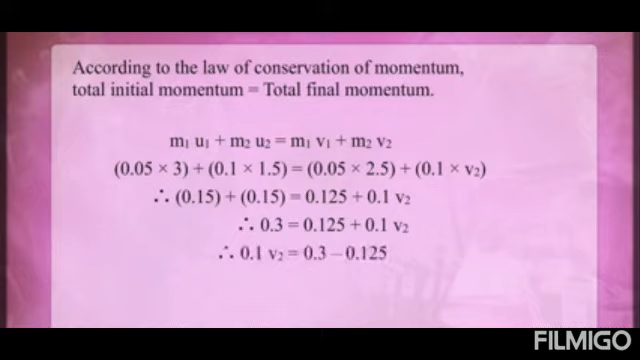 According to the law of conservation of momentum,
total initial momentum = Total final momentum.
m₁ u₁ + m₂ u₂ = m₁ v₁ + m₂ v₂
(0.05 × 3) + (0.1 × 1.5) = (0.05 × 2.5) + (0.1 × v₂)
∴ (0.15) + (0.15) = 0.125 + 0.1 v₂
∴ 0.3 = 0.125 + 0.1 v₂
∴ 0.1 v₂ = 0.3 – 0.125
FILMIGO